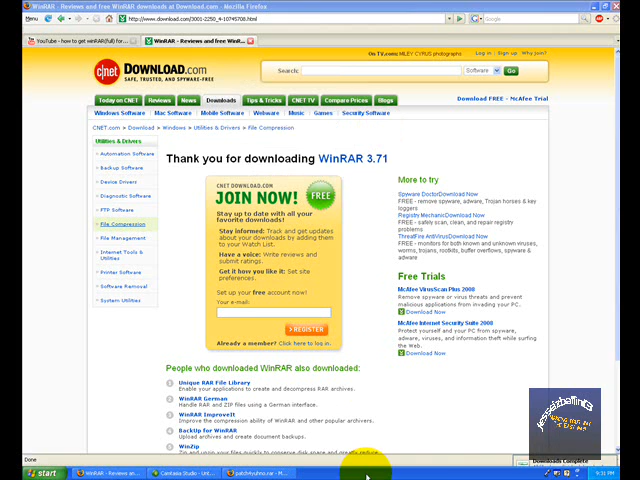 WinRAR - Reviews and free WinRAR downloads at Download.com - Mozilla Firefox
Menu
http://www.download.com/3001-2250_4-10745708.html
Google
YouTube - how to get winRAR(full) for...
WinRAR - Reviews and free WinR...
On TV.com: MILEY CYRUS photographs
Log in | Sign up Why join?
c|net DOWNLOAD.com
SAFE, TRUSTED, AND SPYWARE-FREE
Search:
Software
Go
Today on CNET
Reviews
News
Downloads
Tips & Tricks
CNET TV
Compare Prices
Blogs
Download FREE - McAfee Trial
Windows Software
Mac Software
Mobile Software
Webware
Music
Games
Security Software
CNET.com > Download > Windows > Utilities & Drivers > File Compression
Utilities & Drivers
Automation Software
Backup Software
Device Drivers
Diagnostic Software
FTP Software
File Compression
File Management
Internet Tools &
Utilities
Printer Software
Software Removal
System Utilities
Thank you for downloading WinRAR 3.71
CNET DOWNLOAD.COM
JOIN NOW!
FREE
Stay up to date with all your
favorite downloads!
Stay informed: Track and get updates
about your downloads by adding them
to your Watch List.
Have a voice: Write reviews and
submit ratings.
Get it how you like it: Set site
preferences.
Set up your free account now!
Your e-mail:
> REGISTER
Already a member? Click here to log in.
More to try
Spyware DoctorDownload Now
FREE - remove spyware, adware, Trojan horses & key
loggers
Registry MechanicDownload Now
FREE - safely scan, clean, and repair registry
problems
ThreatFire AntiVirusDownload Now
FREE - monitors for both known and unknown viruses,
worms, trojans, rootkits, buffer overflows, spyware &
adware
Free Trials
McAfee VirusScan Plus 2008
Remove spyware or virus threats and prevent
malicious applications from invading your PC.
Download Now
McAfee Internet Security Suite 2008
Protect yourself and your PC from spyware,
adware, viruses, and information theft while surfing
the Web.
Download Now
People who downloaded WinRAR also downloaded:
1 Unique RAR File Library
Enable your applications to create and decompress RAR archives.
2 WinRAR German
Handle RAR and ZIP files using a German interface.
3 WinRAR ImproveIt
Improve the compression ability of WinRAR and other popular archivers.
4 BackUp for WinRAR
Upload archives and create document backups.
5 WinZip
Done
Downloads Complete
start
WinRAR - Reviews an...
Camtasia Studio - Unt...
9:31 PM